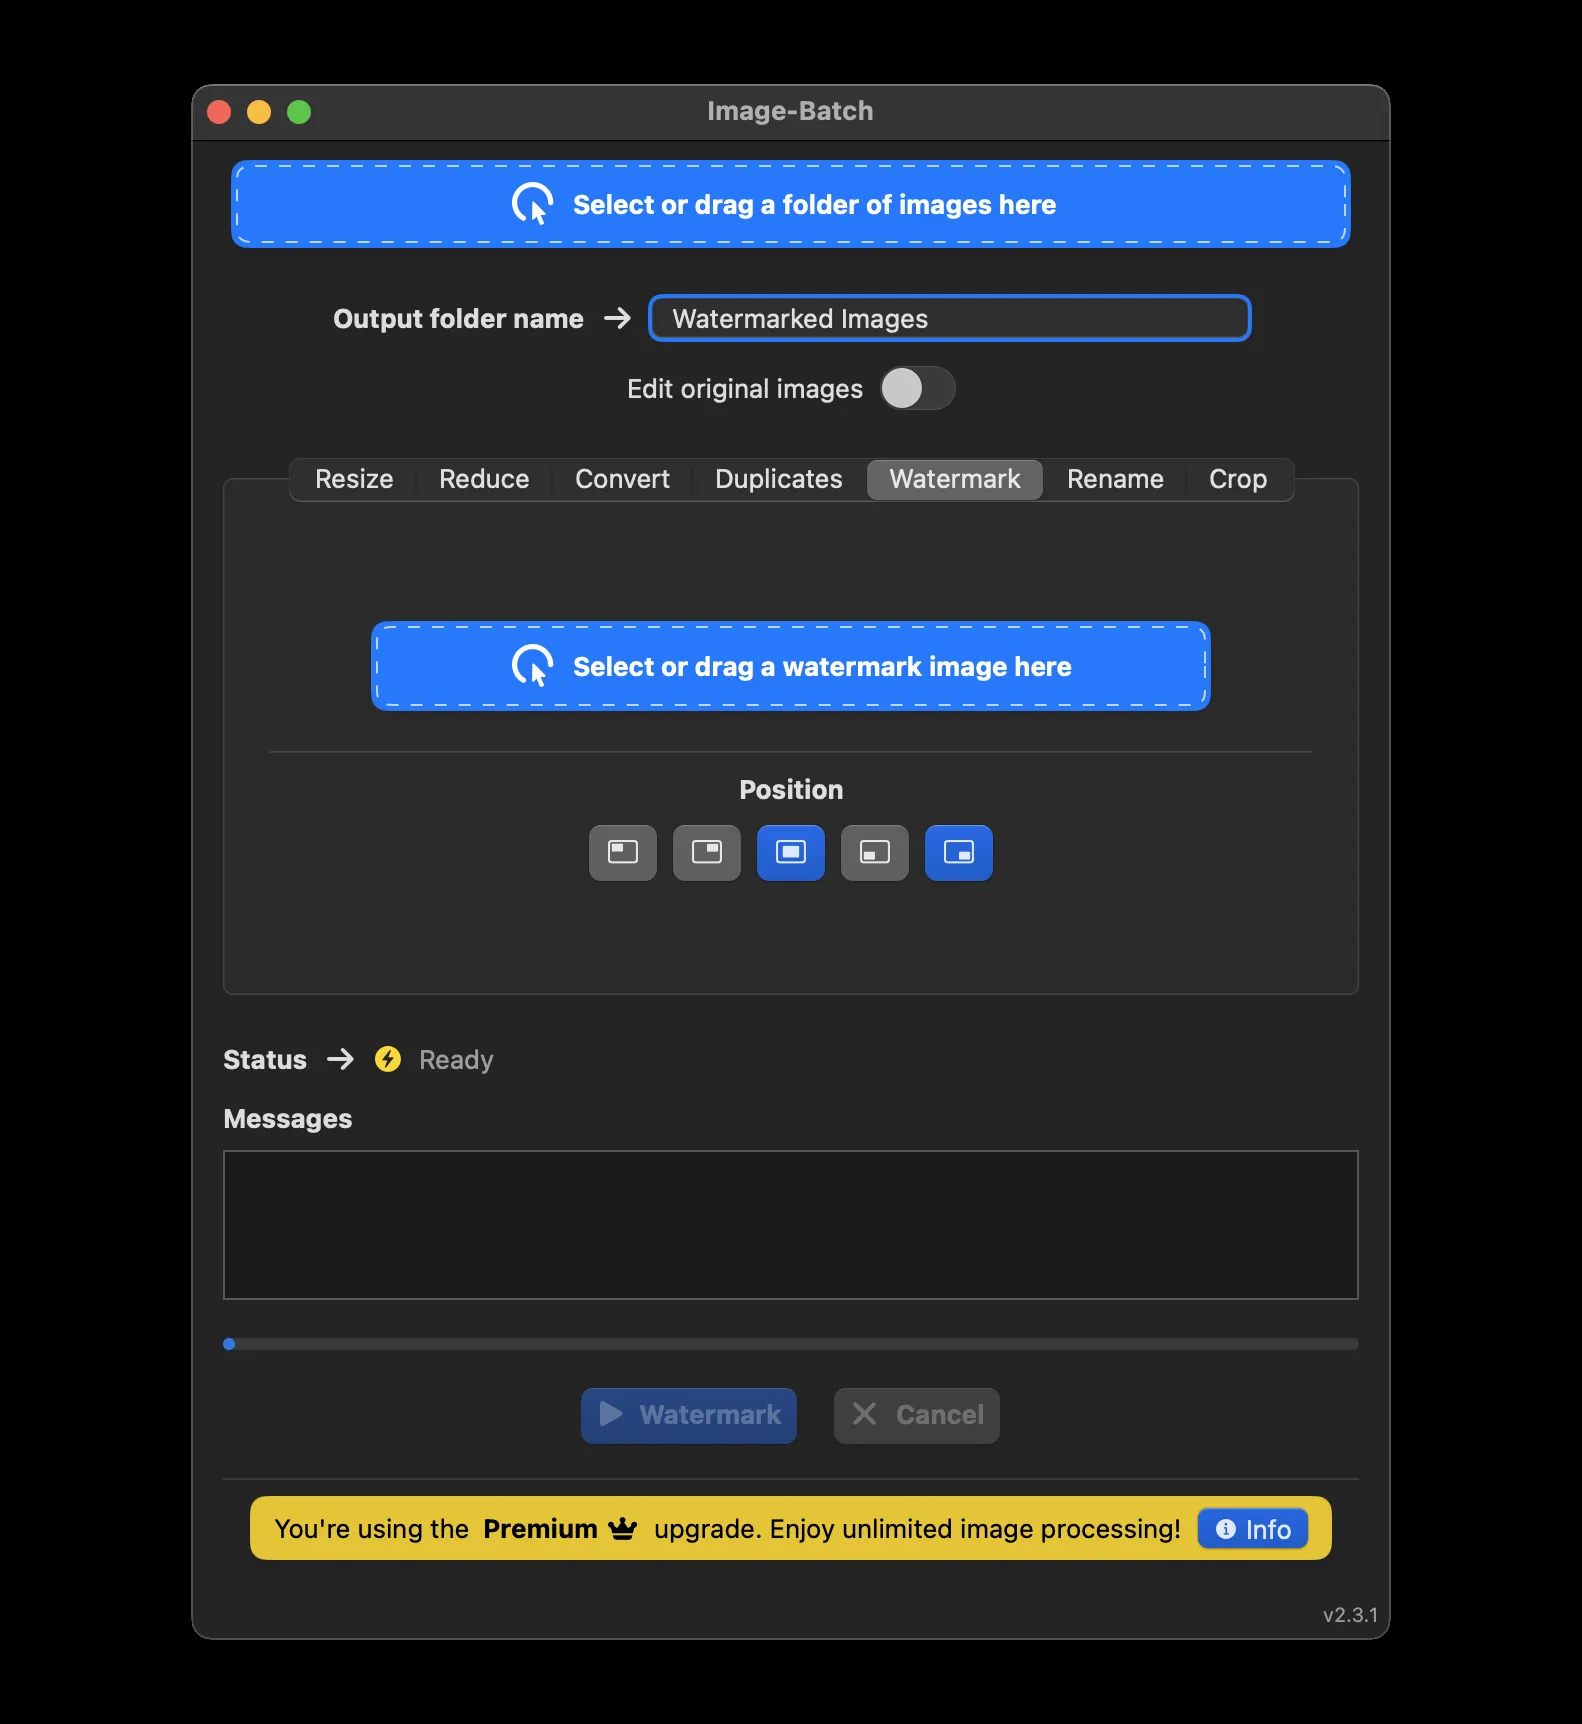 Image-Batch
Select or drag a folder of images here
Output folder name → Watermarked Images
Edit original images
Resize Reduce Convert Duplicates Watermark Rename Crop
Select or drag a watermark image here
Position
Status → Ready
Messages
Watermark Cancel
You're using the Premium upgrade. Enjoy unlimited image processing! Info
v2.3.1